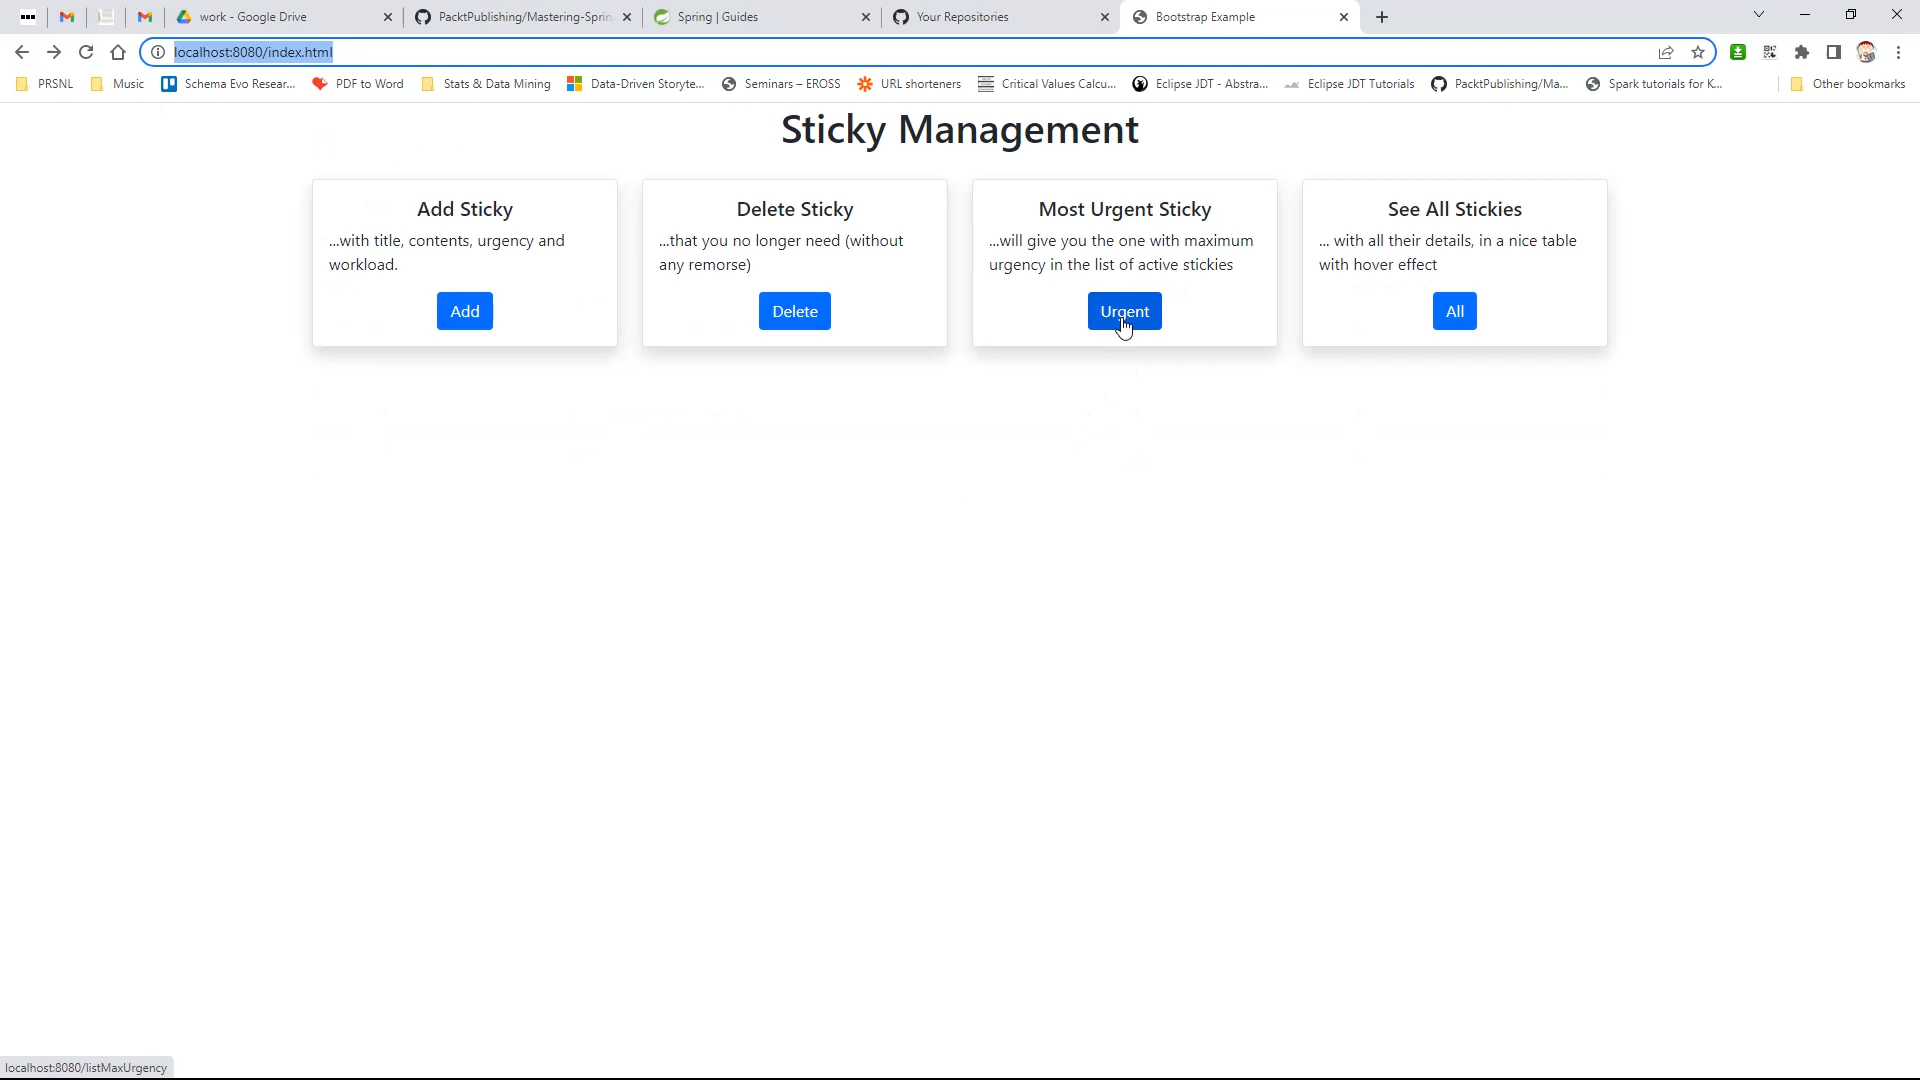 work - Google Drive
PacktPublishing/Mastering-Sprin
Spring | Guides
Your Repositories
Bootstrap Example
localhost:8080/index.html
PRSNL
Music
Schema Evo Resear...
PDF to Word
Stats & Data Mining
Data-Driven Storyte...
Seminars – EROSS
URL shorteners
Critical Values Calcu...
Eclipse JDT - Abstra...
Eclipse JDT Tutorials
PacktPublishing/Ma...
Spark tutorials for K...
Other bookmarks
Sticky Management
Add Sticky
...with title, contents, urgency and
workload.
Add
Delete Sticky
...that you no longer need (without
any remorse)
Delete
Most Urgent Sticky
...will give you the one with maximum
urgency in the list of active stickies
Urgent
See All Stickies
... with all their details, in a nice table
with hover effect
All
localhost:8080/listMaxUrgency